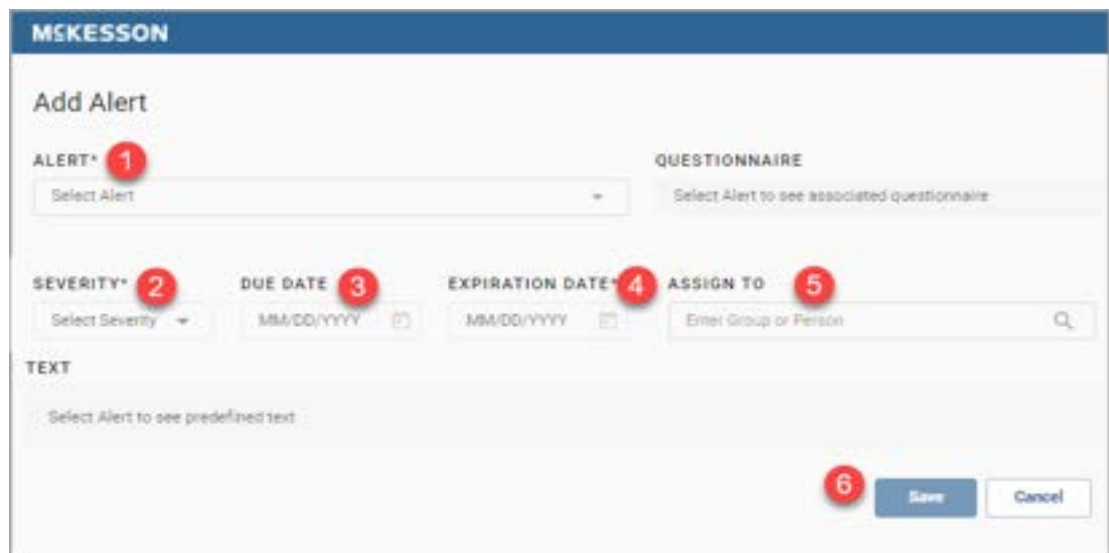 MCKESSON
Add Alert
ALERT* 1
QUESTIONNAIRE
Select Alert
Select Alert to see associated questionnaire
SEVERITY* 2 DUE DATE 3 EXPIRATION DATE* 4 ASSIGN TO 5
Select Severity MM/DD/YYYY MM/DD/YYYY Enter Group or Person
TEXT
Select Alert to see predefined text
6 Save Cancel